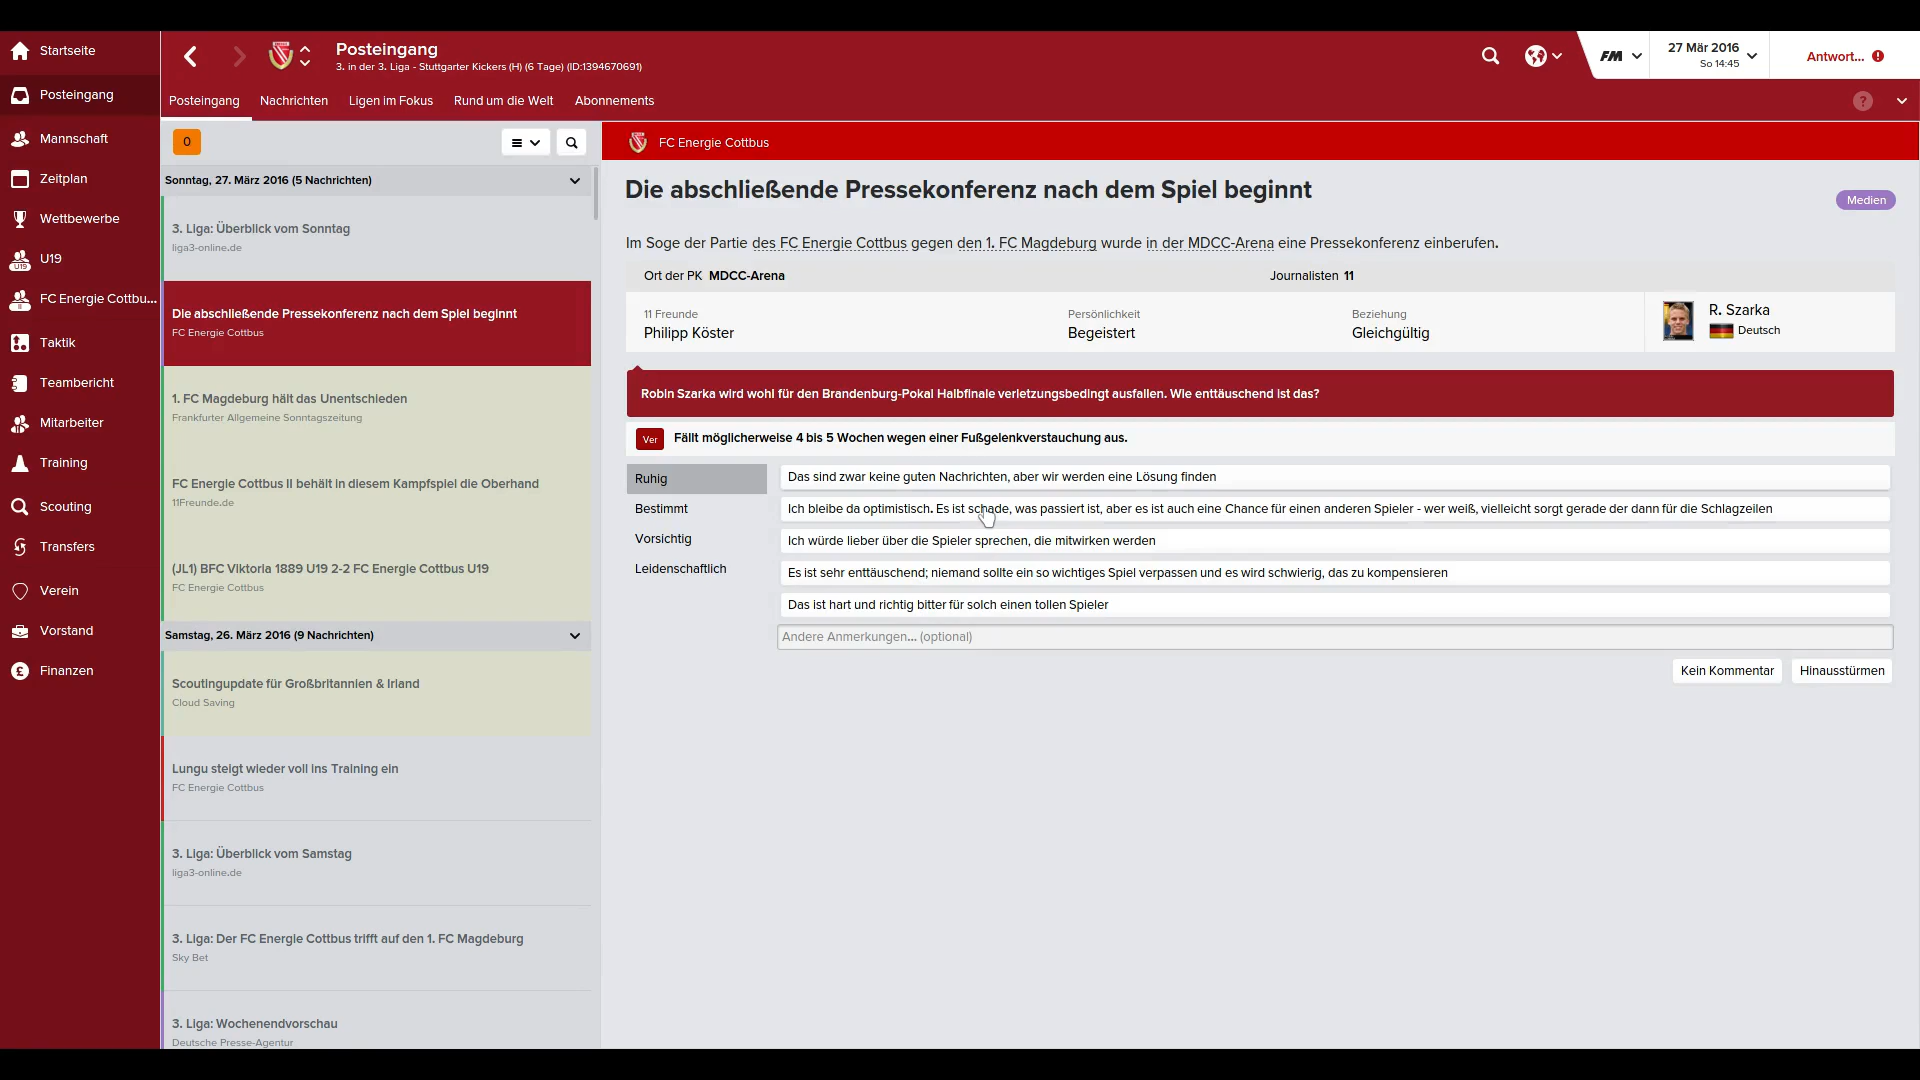 Startseite
Posteingang
Mannschaft
Zeitplan
Wettbewerbe
U19
U19
FC Energie Cottbu...
II
Taktik
Teambericht
Mitarbeiter
Training
Scouting
Transfers
Verein
Vorstand
Finanzen
Posteingang
3. in der 3. Liga - Stuttgarter Kickers (H) (6 Tage) (ID:1394670691)
FM
27 Mär 2016
So 14:45
Antwort...
Posteingang
Nachrichten
Ligen im Fokus
Rund um die Welt
Abonnements
?
0
Sonntag, 27. März 2016 (5 Nachrichten)
3. Liga: Überblick vom Sonntag
liga3-online.de
Die abschließende Pressekonferenz nach dem Spiel beginnt
FC Energie Cottbus
1. FC Magdeburg hält das Unentschieden
Frankfurter Allgemeine Sonntagszeitung
FC Energie Cottbus II behält in diesem Kampfspiel die Oberhand
11Freunde.de
(JL1) BFC Viktoria 1889 U19 2-2 FC Energie Cottbus U19
FC Energie Cottbus
Samstag, 26. März 2016 (9 Nachrichten)
Scoutingupdate für Großbritannien & Irland
Cloud Saving
Lungu steigt wieder voll ins Training ein
FC Energie Cottbus
3. Liga: Überblick vom Samstag
liga3-online.de
3. Liga: Der FC Energie Cottbus trifft auf den 1. FC Magdeburg
Sky Bet
3. Liga: Wochenendvorschau
Deutsche Presse-Agentur
FC Energie Cottbus
Die abschließende Pressekonferenz nach dem Spiel beginnt
Medien
Im Soge der Partie des FC Energie Cottbus gegen den 1. FC Magdeburg wurde in der MDCC-Arena eine Pressekonferenz einberufen.
Ort der PK MDCC-Arena
Journalisten 11
11 Freunde
Philipp Köster
Persönlichkeit
Begeistert
Beziehung
Gleichgültig
R. Szarka
Deutsch
Robin Szarka wird wohl für den Brandenburg-Pokal Halbfinale verletzungsbedingt ausfallen. Wie enttäuschend ist das?
Ver Fällt möglicherweise 4 bis 5 Wochen wegen einer Fußgelenkverstauchung aus.
Ruhig
Bestimmt
Vorsichtig
Leidenschaftlich
Das sind zwar keine guten Nachrichten, aber wir werden eine Lösung finden
Ich bleibe da optimistisch. Es ist schade, was passiert ist, aber es ist auch eine Chance für einen anderen Spieler - wer weiß, vielleicht sorgt gerade der dann für die Schlagzeilen
Ich würde lieber über die Spieler sprechen, die mitwirken werden
Es ist sehr enttäuschend; niemand sollte ein so wichtiges Spiel verpassen und es wird schwierig, das zu kompensieren
Das ist hart und richtig bitter für solch einen tollen Spieler
Andere Anmerkungen... (optional)
Kein Kommentar
Hinausstürmen